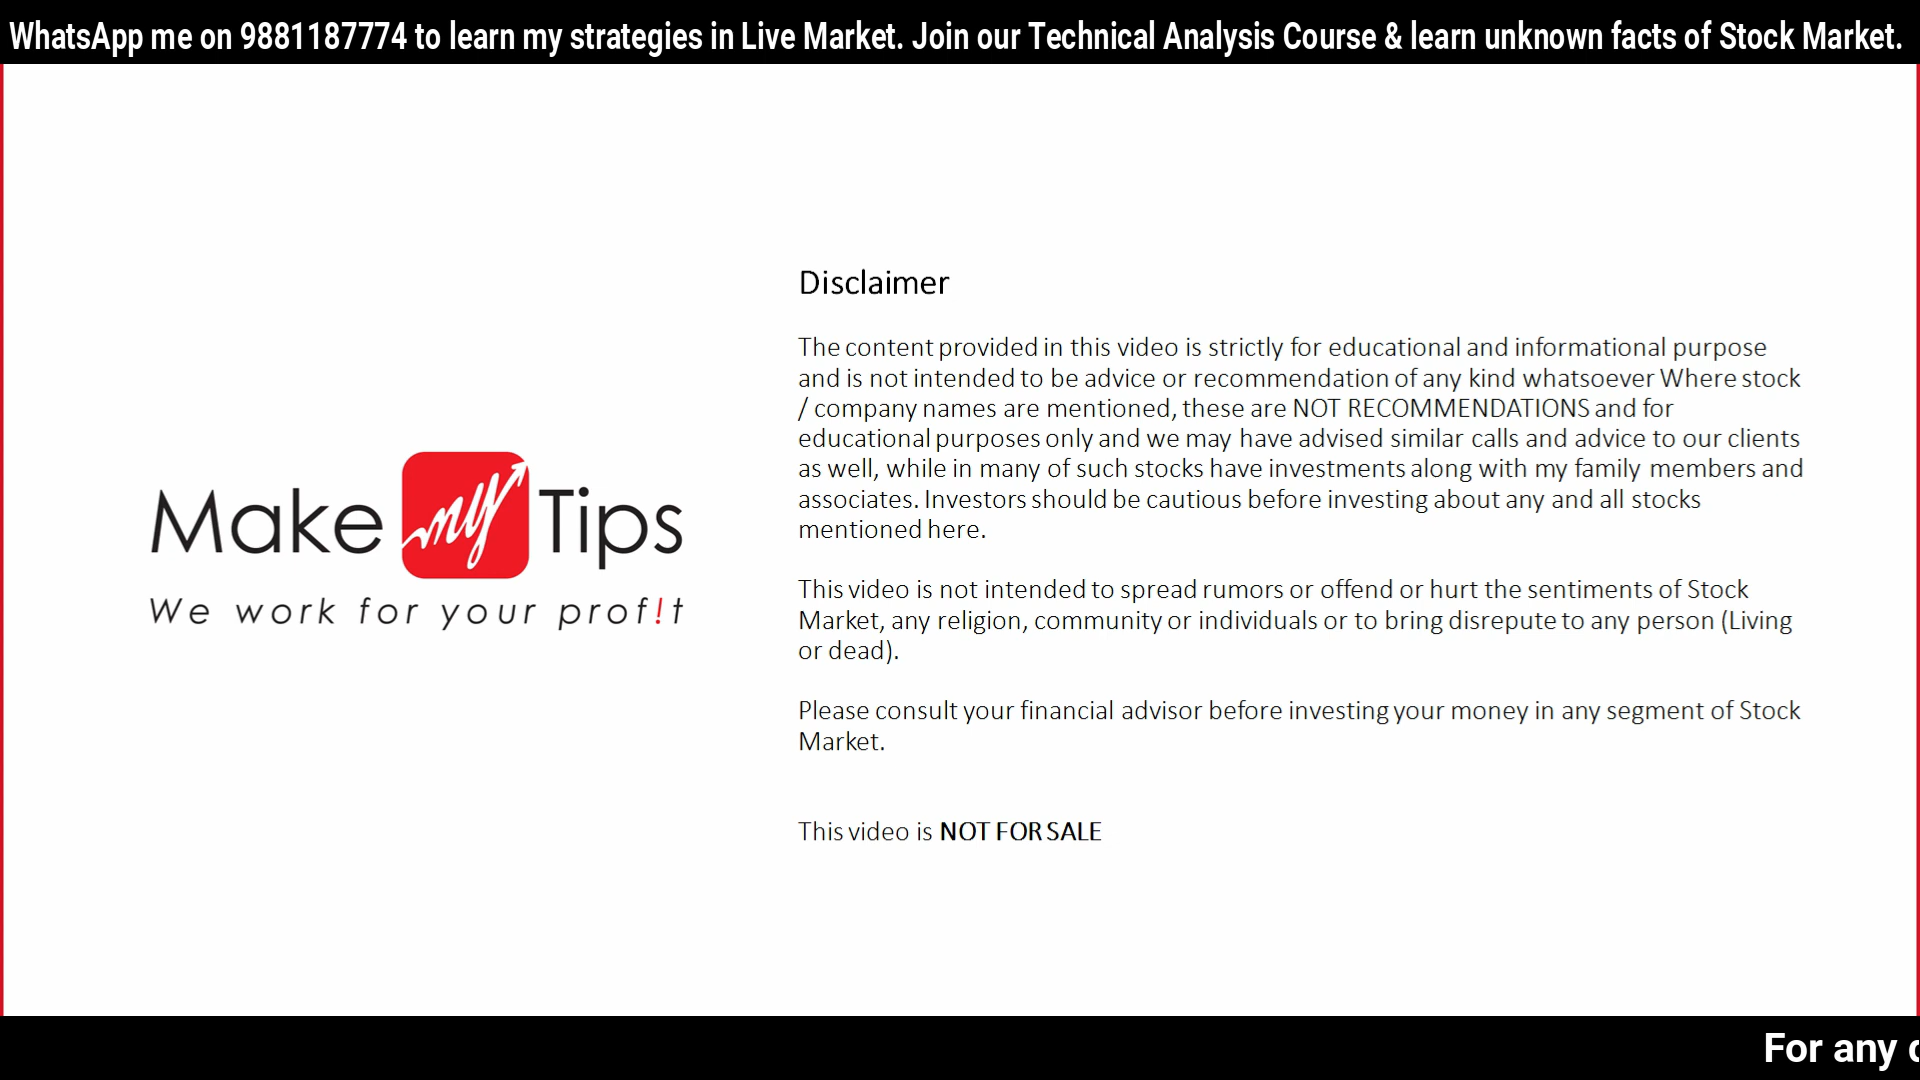 WhatsApp me on 9881187774 to learn my strategies in Live Market. Join our Technical Analysis Course & learn unknown facts of Stock Market.
Make my Tips
We work for your prof!t
Disclaimer
The content provided in this video is strictly for educational and informational purpose
and is not intended to be advice or recommendation of any kind whatsoever Where stock
/ company names are mentioned, these are NOT RECOMMENDATIONS and for
educational purposes only and we may have advised similar calls and advice to our clients
as well, while in many of such stocks have investments along with my family members and
associates. Investors should be cautious before investing about any and all stocks
mentioned here.
This video is not intended to spread rumors or offend or hurt the sentiments of Stock
Market, any religion, community or individuals or to bring disrepute to any person (Living
or dead).
Please consult your financial advisor before investing your money in any segment of Stock
Market.
This video is NOT FOR SALE
For any